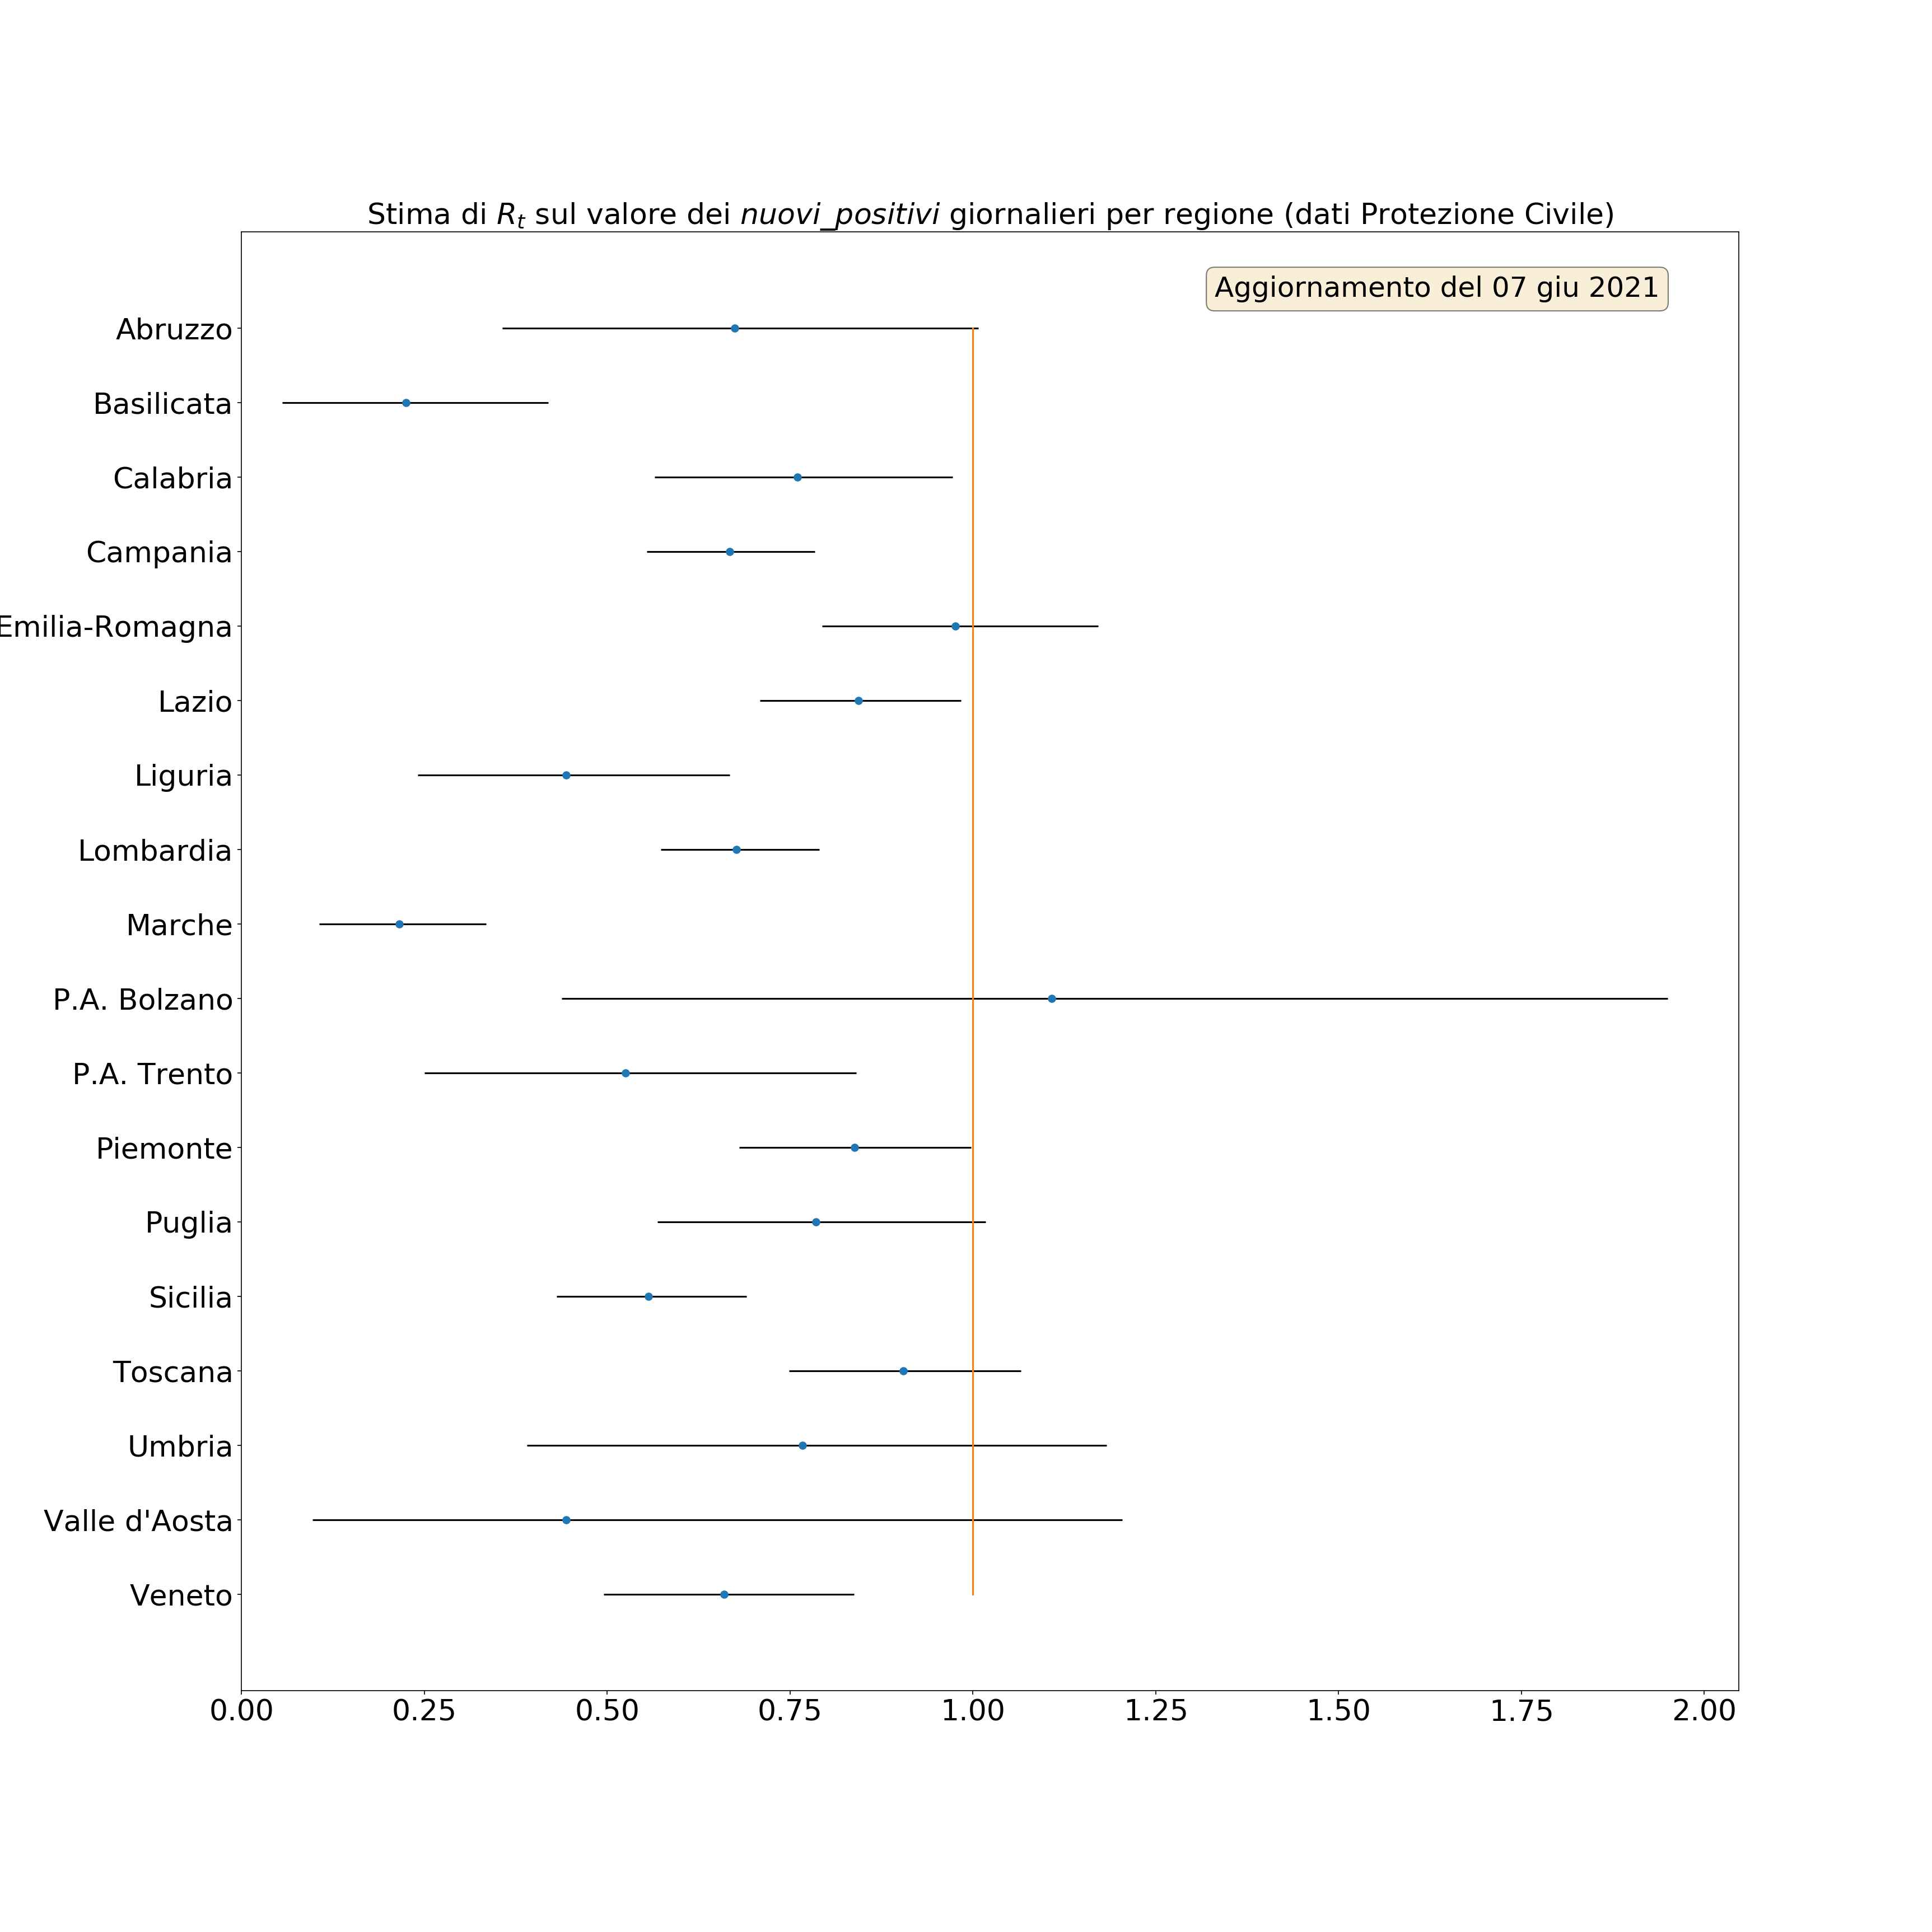 Stima di Rt sul valore dei nuovi_positivi giornalieri per regione (dati Protezione Civile)
Aggiornamento del 07 giu 2021
Abruzzo
Basilicata
Calabria
Campania
Emilia-Romagna
Lazio
Liguria
Lombardia
Marche
P.A. Bolzano
P.A. Trento
Piemonte
Puglia
Sicilia
Toscana
Umbria
Valle d'Aosta
Veneto
0.00 0.25 0.50 0.75 1.00 1.25 1.50 1.75 2.00